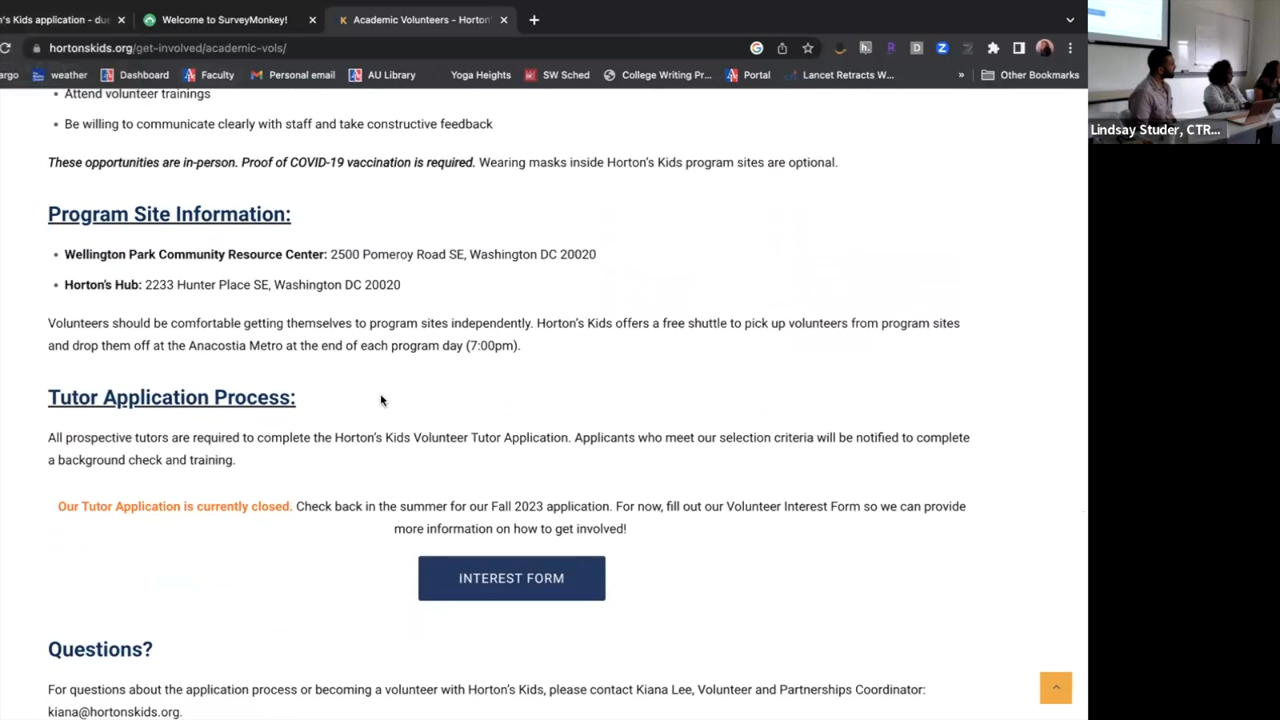 n's Kids application - du
Welcome to SurveyMonkey!
Academic Volunteers - Horton'
hortonskids.org/get-involved/academic-vols/
argo
weather
Dashboard
Faculty
Personal email
AU Library
Yoga Heights
SW Sched
College Writing Pr...
Portal
Lancet Retracts W...
»
Other Bookmarks
• Attend volunteer trainings
• Be willing to communicate clearly with staff and take constructive feedback
These opportunities are in-person. Proof of COVID-19 vaccination is required. Wearing masks inside Horton's Kids program sites are optional.
Program Site Information:
• Wellington Park Community Resource Center: 2500 Pomeroy Road SE, Washington DC 20020
• Horton's Hub: 2233 Hunter Place SE, Washington DC 20020
Volunteers should be comfortable getting themselves to program sites independently. Horton's Kids offers a free shuttle to pick up volunteers from program sites
and drop them off at the Anacostia Metro at the end of each program day (7:00pm).
Tutor Application Process:
All prospective tutors are required to complete the Horton's Kids Volunteer Tutor Application. Applicants who meet our selection criteria will be notified to complete
a background check and training.
Our Tutor Application is currently closed. Check back in the summer for our Fall 2023 application. For now, fill out our Volunteer Interest Form so we can provide
more information on how to get involved!
INTEREST FORM
Questions?
For questions about the application process or becoming a volunteer with Horton's Kids, please contact Kiana Lee, Volunteer and Partnerships Coordinator:
kiana@hortonskids.org.
Lindsay Studer, CTR...